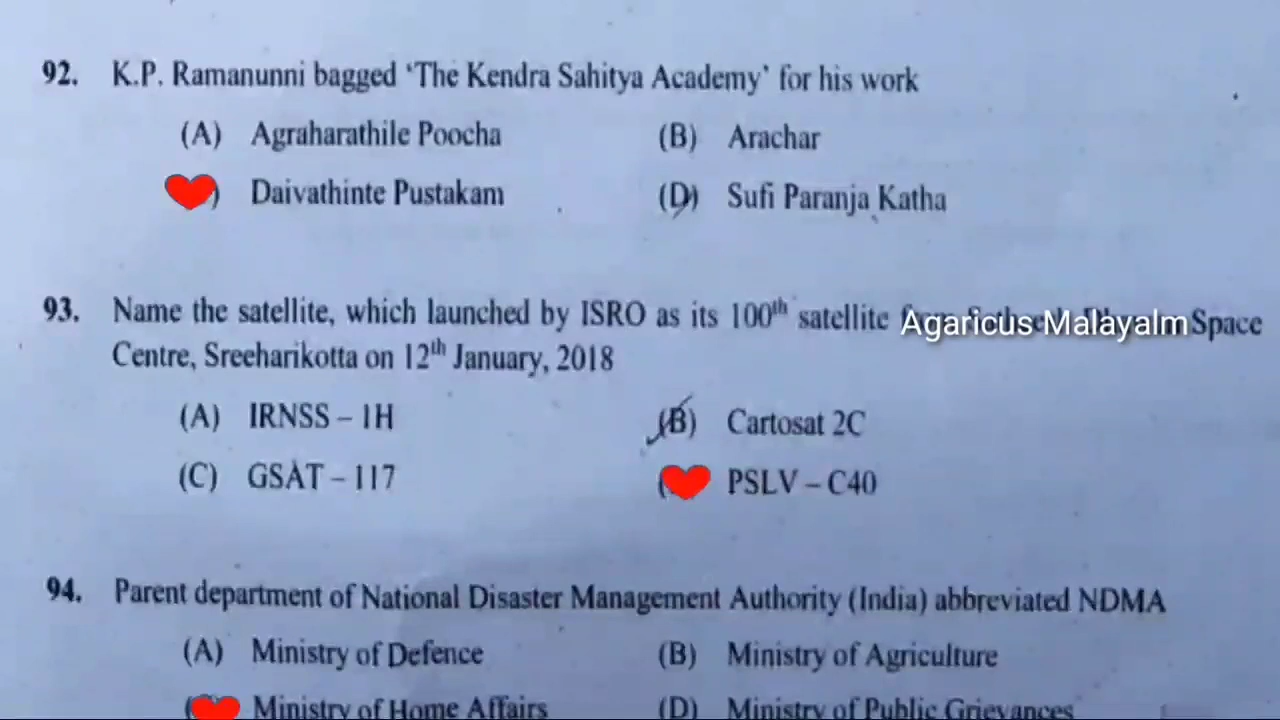 92. K.P. Ramanunni bagged ‘The Kendra Sahitya Academy’ for his work
(A) Agraharathile Poocha (B) Arachar
) Daivathinte Pustakam (D) Sufi Paranja Katha
93. Name the satellite, which launched by ISRO as its 100th satellite Space
Agaricus Malayalm
Centre, Sreeharikotta on 12th January, 2018
(A) IRNSS – 1H (B) Cartosat 2C
(C) GSAT – 117 ( PSLV – C40
94. Parent department of National Disaster Management Authority (India) abbreviated NDMA
(A) Ministry of Defence (B) Ministry of Agriculture
( Ministry of Home Affairs (D) Ministry of Public Grievances